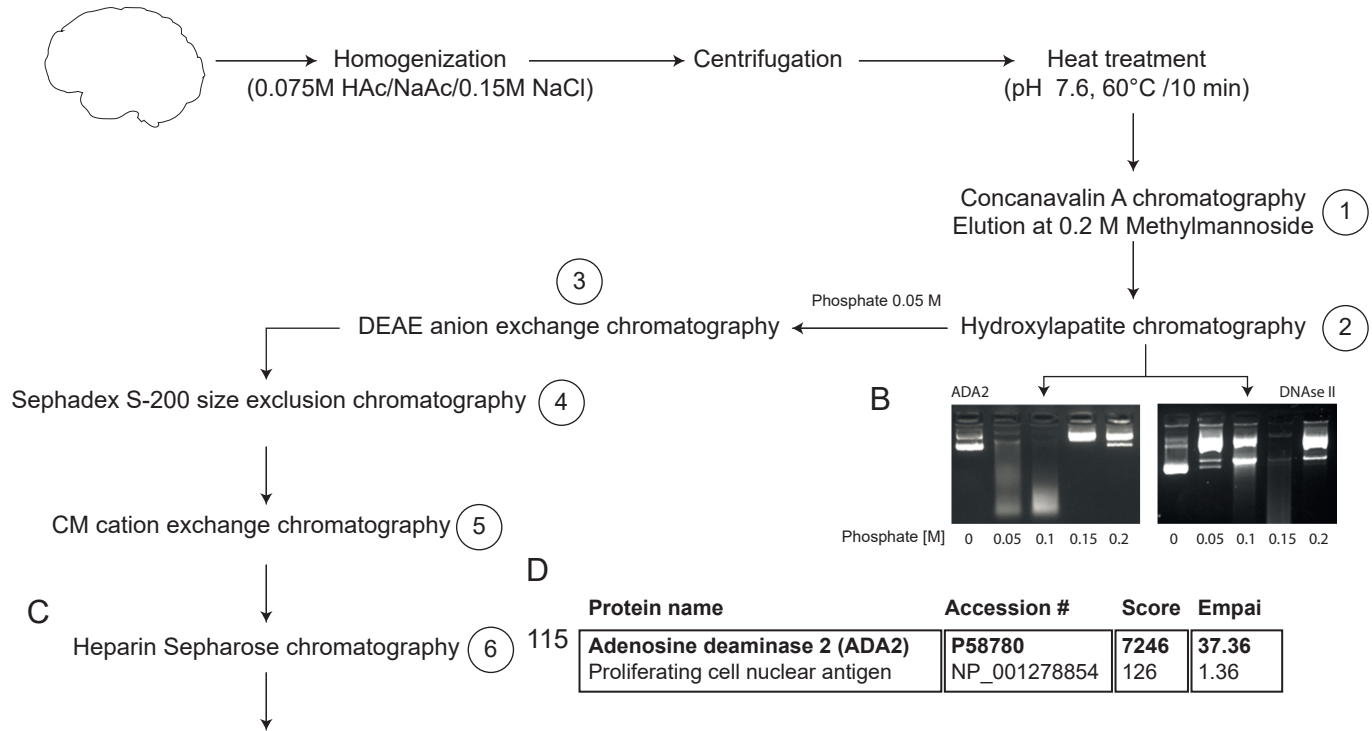 Homogenization
(0.075M HAc/NaAc/0.15M NaCl)
Centrifugation
Heat treatment
(pH 7.6, 60°C /10 min)
Concanavalin A chromatography
Elution at 0.2 M Methylmannoside
1
3
Phosphate 0.05 M
DEAE anion exchange chromatography
Hydroxylapatite chromatography
2
Sephadex S-200 size exclusion chromatography
4
B
ADA2
DNAse II
Phosphate [M] 0 0.05 0.1 0.15 0.2 0 0.05 0.1 0.15 0.2
CM cation exchange chromatography
5
C
Heparin Sepharose chromatography
6
D
Protein name Accession # Score Empai
115
Adenosine deaminase 2 (ADA2) P58780 7246 37.36
Proliferating cell nuclear antigen NP_001278854 126 1.36